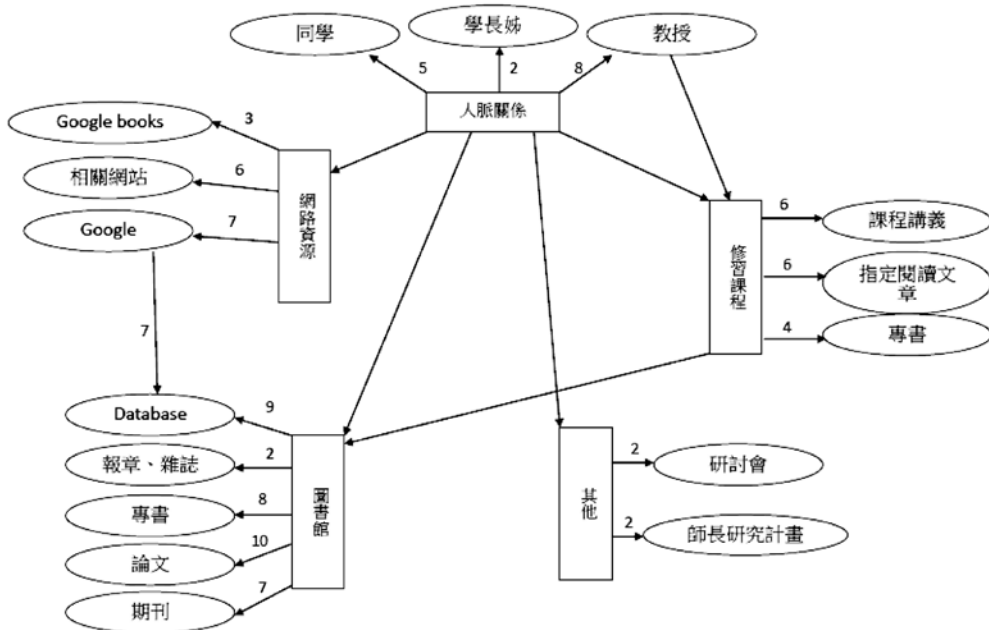 同學
學長姊
教授
5
2
8
人脈關係
Google books
3
相關網站
6
Google
7
網路資源
修習課程
6
課程講義
6
指定閱讀文
章
4
專書
7
Database
9
報章、雜誌
2
專書
8
論文
10
期刊
7
圖書館
其他
2
研討會
2
師長研究計畫